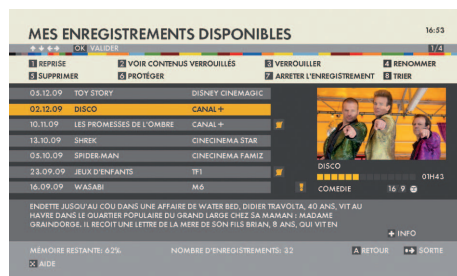 MES ENREGISTREMENTS DISPONIBLES 16:53
OK VALIDER 1/4
1 REPRISE 2 VOIR CONTENUS VERROUILLÉS 3 VERROUILLER 4 RENOMMER
5 SUPPRIMER 6 PROTÉGER 7 ARRETER L'ENREGISTREMENT 8 TRIER
05.12.09 TOY STORY DISNEY CINEMAGIC
02.12.09 DISCO CANAL+
10.11.09 LES PROMESSES DE L'OMBRE CANAL+
13.10.09 SHREK CINECINEMA STAR
05.10.09 SPIDER-MAN CINECINEMA FAMIZ
23.09.09 JEUX D'ENFANTS TF1
16.09.09 WASABI M6
DISCO
01H43
COMEDIE 16 9
ENDETTE JUSQU'AU COU DANS UNE AFFAIRE DE WATER BED, DIDIER TRAVOLTA, 40 ANS, VIT AU
HAVRE DANS LE QUARTIER POPULAIRE DU GRAND LARGE CHEZ SA MAMAN : MADAME
GRAINDORGE. IL RECOIT UNE LETTRE DE LA MERE DE SON FILS BRIAN, 8 ANS, QUI VIT EN
+ INFO
MÉMOIRE RESTANTE: 62% NOMBRE D'ENREGISTREMENTS: 32 A RETOUR SORTIE
X AIDE